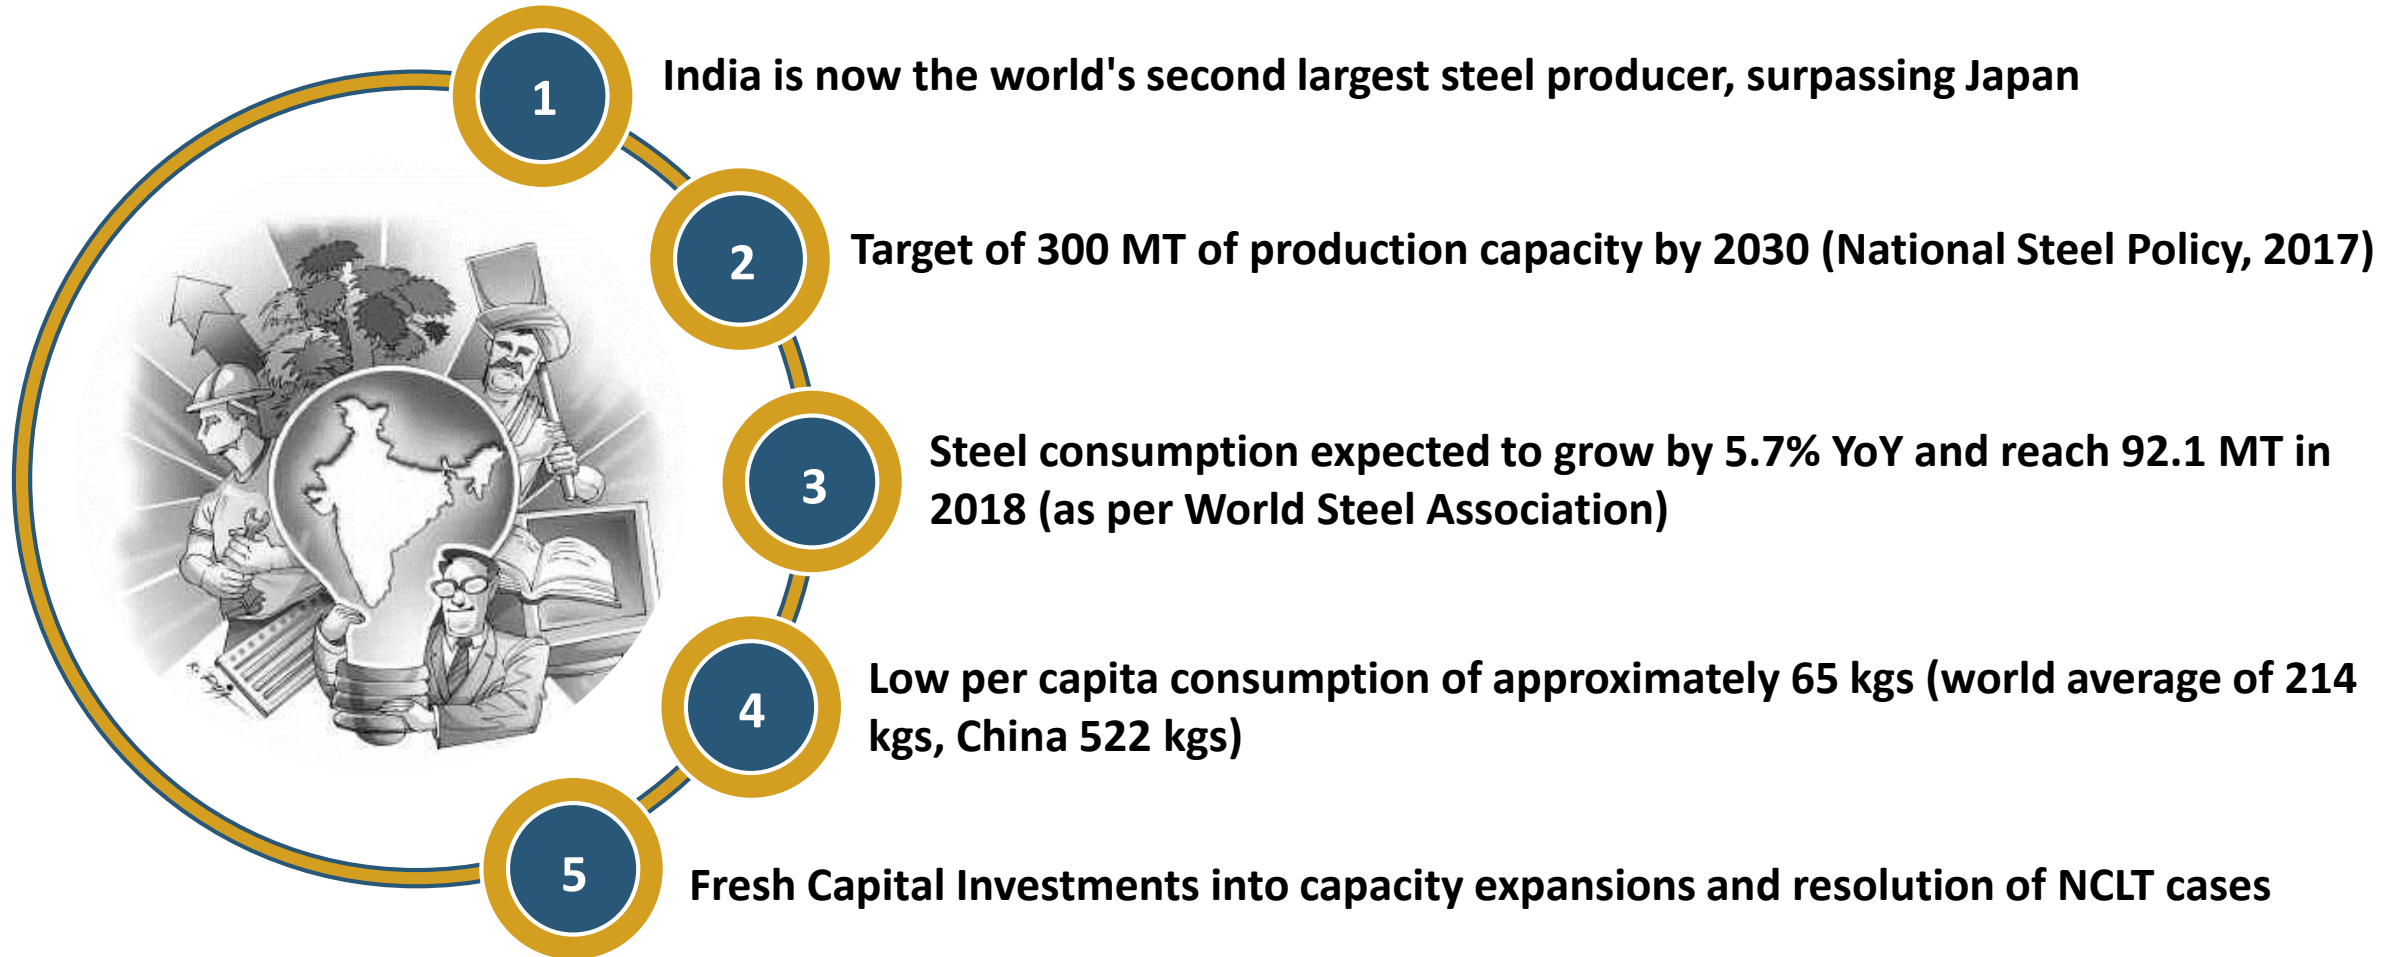 1
India is now the world's second largest steel producer, surpassing Japan
2
Target of 300 MT of production capacity by 2030 (National Steel Policy, 2017)
3
Steel consumption expected to grow by 5.7% YoY and reach 92.1 MT in
2018 (as per World Steel Association)
4
Low per capita consumption of approximately 65 kgs (world average of 214
kgs, China 522 kgs)
5
Fresh Capital Investments into capacity expansions and resolution of NCLT cases